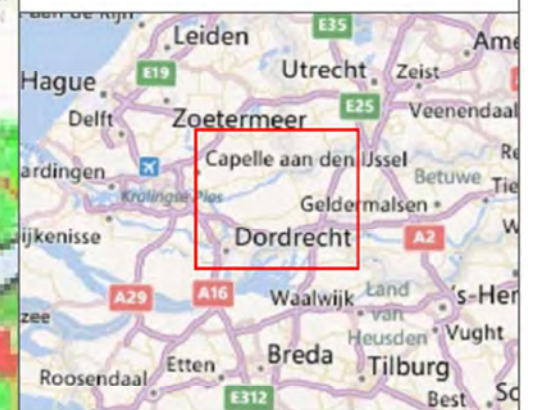 Leiden
E35
Ame
E19
Utrecht
Zeist
Hague
E25
Veenendaal
Delft
Zoetermeer
Capelle aan den IJssel
Re
ardingen
Betuwe
Tie
Kralingse Plas
Geldermalsen
ijkenisse
Dordrecht
A2
W
A29
A16
Waalwijk
Land
van
Heusden
's-Her
zee
Vught
Breda
Etten
Tilburg
Roosendaal
E312
Best
Sc